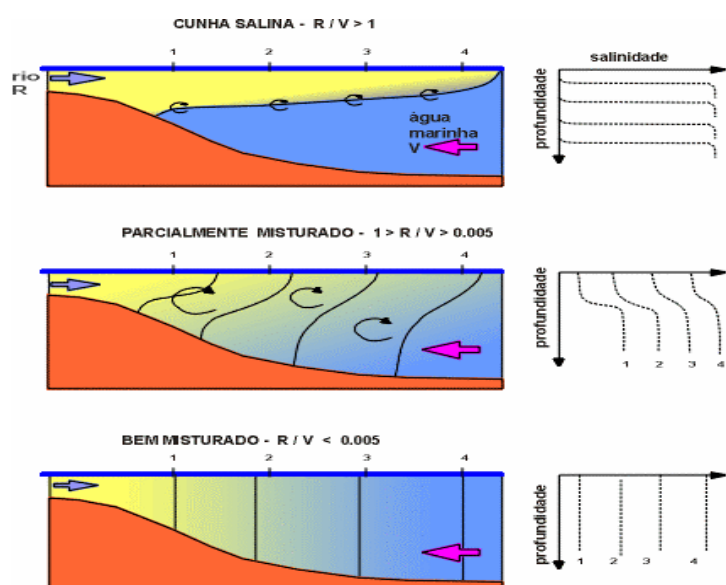 CUNHA SALINA - R / V > 1
1 2 3 4
rio
R
água
marinha
V
salinidade
profundidade
PARCIALMENTE MISTURADO - 1 > R / V > 0.005
1 2 3 4
profundidade
1 2 3 4
BEM MISTURADO - R / V < 0.005
1 2 3 4
profundidade
1 2 3 4